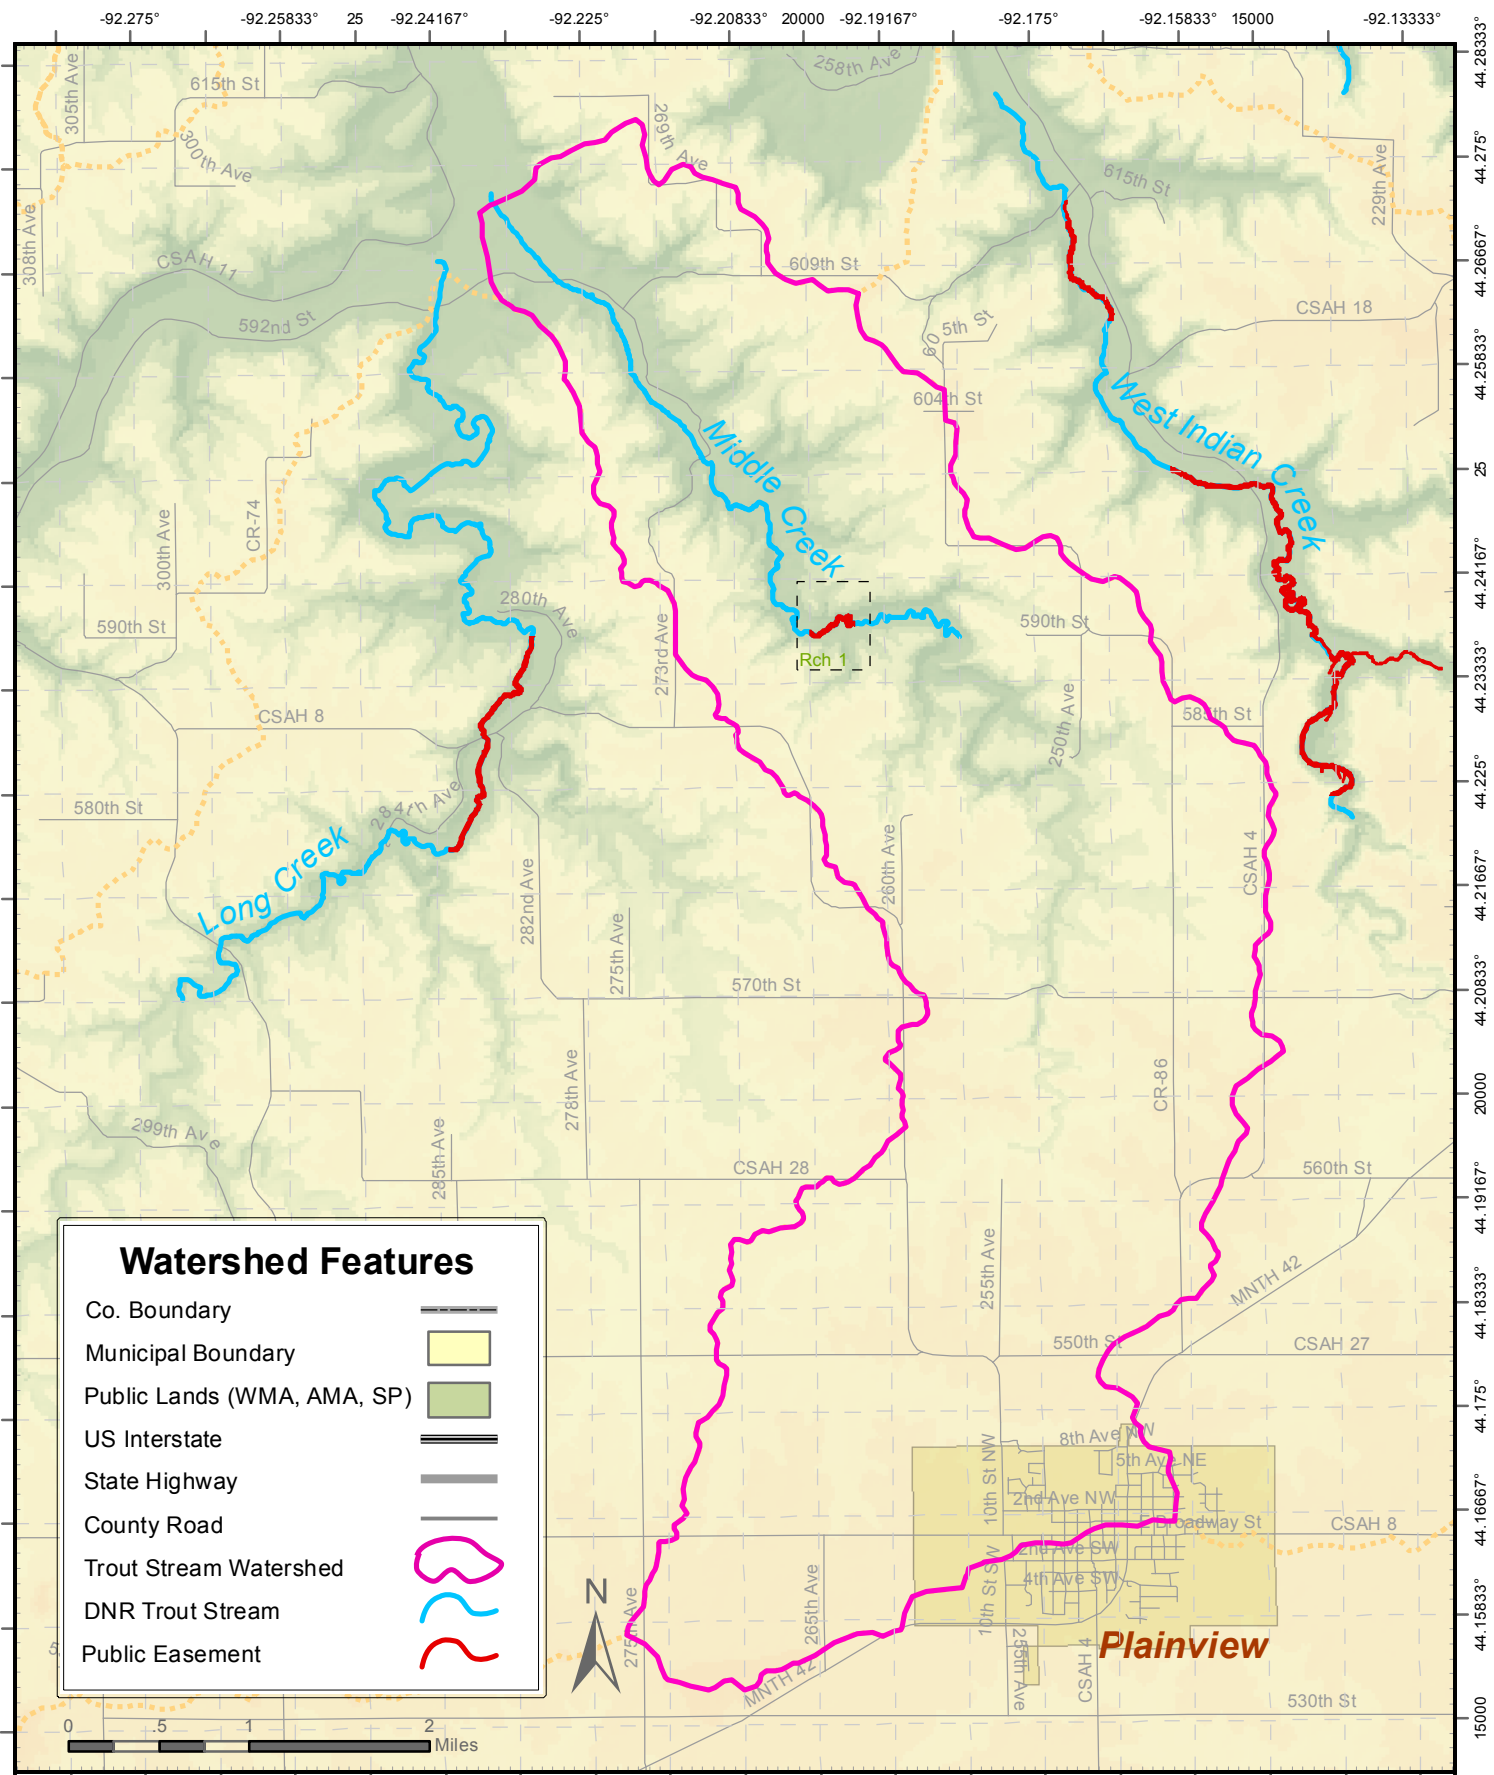 -92.275° -92.25833° 25 -92.24167° -92.225° -92.20833° 20000 -92.19167° -92.175° -92.15833° 15000 -92.13333°
44.28333°
44.275°
44.26667°
44.25833°
25
44.24167°
44.23333°
44.225°
44.21667°
44.20833°
20000
44.19167°
44.18333°
44.175°
44.16667°
44.15833°
15000
305th Ave
615th St
300th Ave
308th Ave
CSAH 11
592nd St
269th Ave
258th Ave
609th St
605th St
604th St
615th St
229th Ave
CSAH 18
West Indian Creek
Middle Creek
Rch 1
CR-74
300th Ave
590th St
280th Ave
273rd Ave
590th St
250th Ave
585th St
CSAH 8
580th St
284th Ave
Long Creek
282nd Ave
275th Ave
260th Ave
CSAH 4
570th St
278th Ave
CR-86
299th Ave
285th Ave
CSAH 28
560th St
255th Ave
MNTH 42
550th St
CSAH 27
8th Ave NW
5th Ave NE
10th St NW
2nd Ave NW
E Broadway St
CSAH 8
2nd Ave SW
4th Ave SW
10th St SW
265th Ave
275th Ave
MNTH 42
255th Ave
CSAH 4
Plainview
530th St
Watershed Features
Co. Boundary
Municipal Boundary
Public Lands (WMA, AMA, SP)
US Interstate
State Highway
County Road
Trout Stream Watershed
DNR Trout Stream
Public Easement
N
0 .5 1 2
Miles